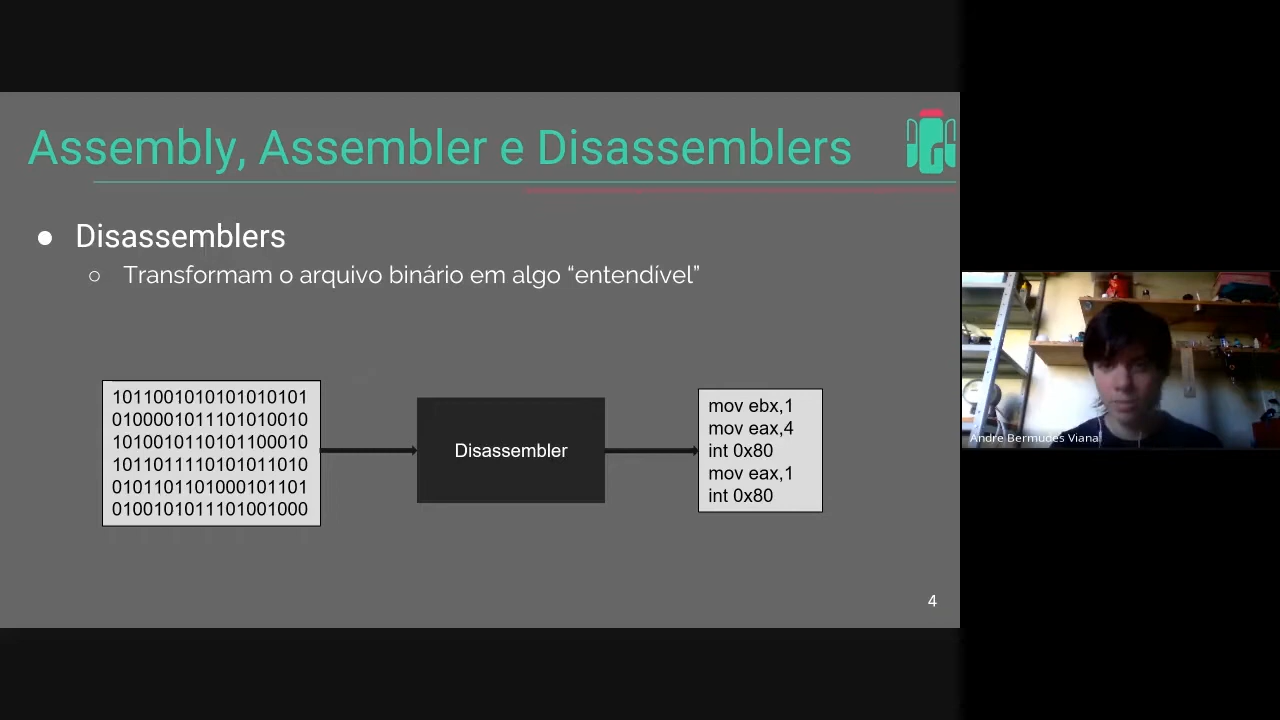 Assembly, Assembler e Disassemblers
● Disassemblers
○ Transformam o arquivo binário em algo “entendível”
1011001010101010101
0100001011101010010
1010010110101100010
1011011110101011010
0101101101000101101
0100101011101001000
Disassembler
mov ebx,1
mov eax,4
int 0x80
mov eax,1
int 0x80
4
Andre Bermudes Viana